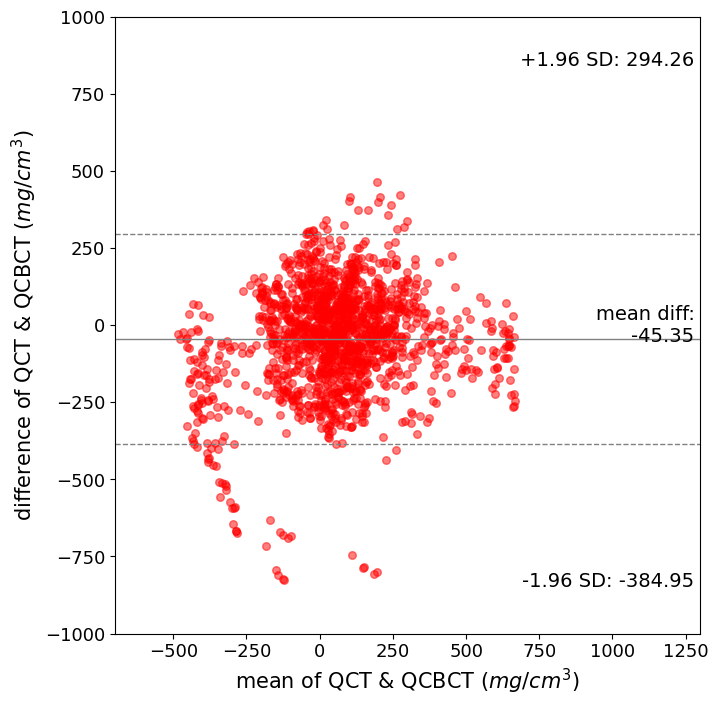 1000
750
500
250
0
−250
−500
−750
−1000
difference of QCT & QCBCT (mg/cm³)
+1.96 SD: 294.26
mean diff:
-45.35
-1.96 SD: -384.95
−500 −250 0 250 500 750 1000 1250
mean of QCT & QCBCT (mg/cm³)